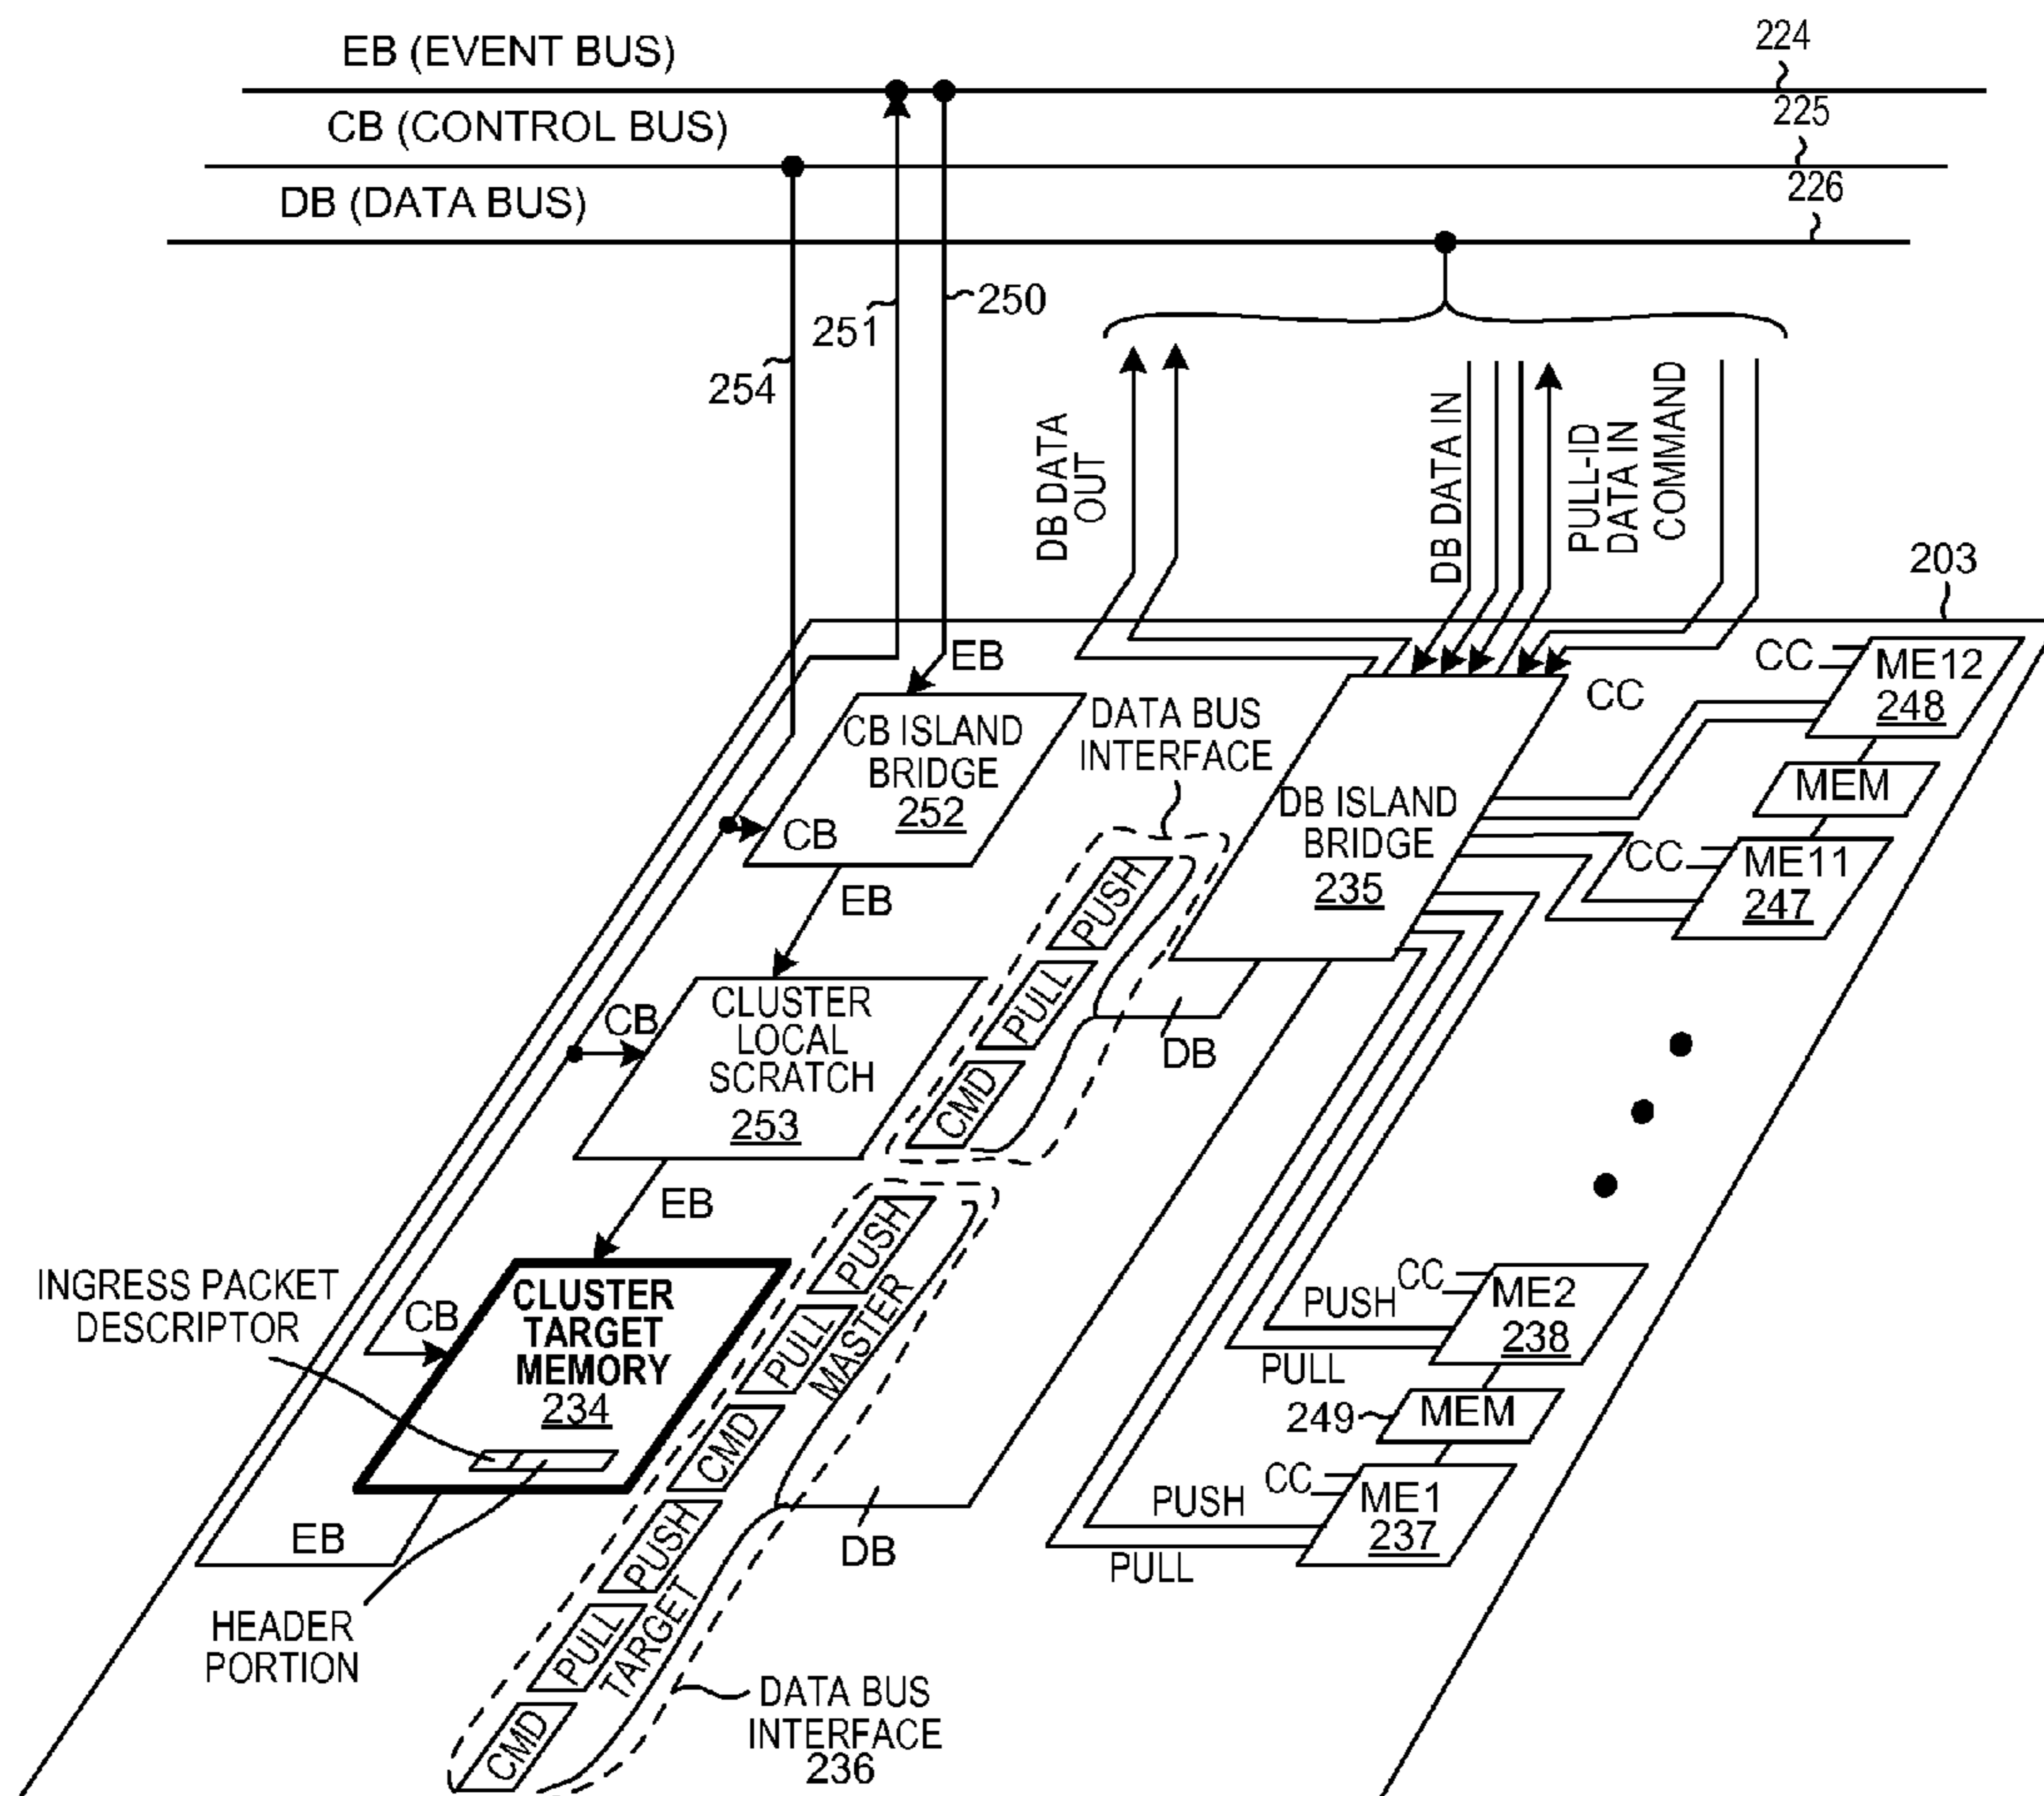 EB (EVENT BUS)
224
CB (CONTROL BUS)
225
DB (DATA BUS)
226
250
251
254
DB DATA
OUT
DB DATA IN
PULL-ID
DATA IN
COMMAND
203
EB
CB ISLAND
BRIDGE
252
CB
EB
DATA BUS
INTERFACE
DB ISLAND
BRIDGE
235
CC
CC
ME12
248
MEM
CC
ME11
247
PUSH
PULL
CMD
DB
CB
CLUSTER
LOCAL
SCRATCH
253
EB
INGRESS PACKET
DESCRIPTOR
CB
CLUSTER
TARGET
MEMORY
234
EB
HEADER
PORTION
PUSH
PULL
CMD
MASTER
PUSH
PULL
CMD
TARGET
DB
DATA BUS
INTERFACE
236
CC
ME2
238
PUSH
PULL
249
MEM
CC
ME1
237
PUSH
PULL